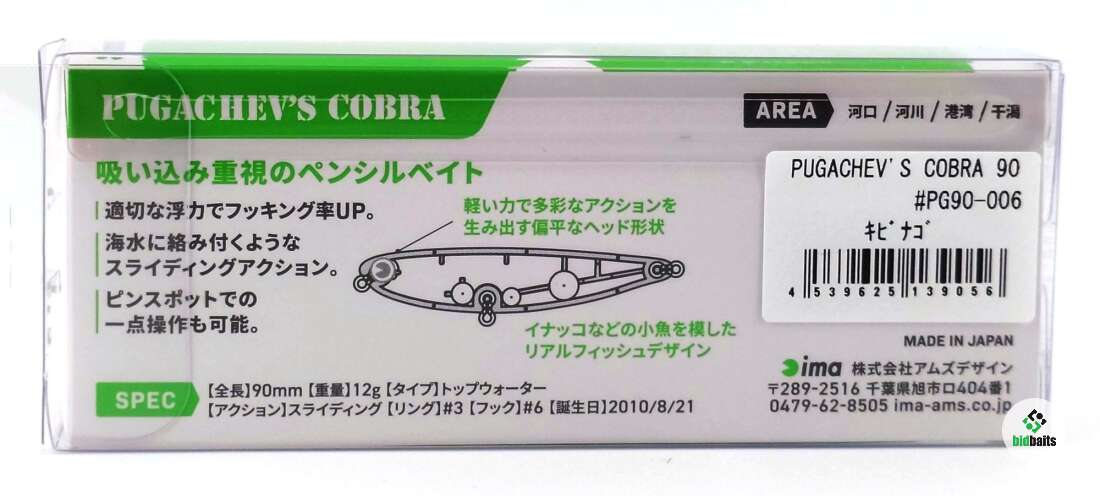 PUGACHEV'S COBRA
AREA 河口 / 河川 / 港湾 / 干潟
吸い込み重視のペンシルベイト
適切な浮力でフッキング率UP。
海水に絡み付くような
スライディングアクション。
ピンスポットでの
一点操作も可能。
軽い力で多彩なアクションを
生み出す偏平なヘッド形状
イナッコなどの小魚を模した
リアルフィッシュデザイン
PUGACHEV'S COBRA 90
#PG90-006
ｷﾋﾞﾅｺﾞ
4 539625 139056
MADE IN JAPAN
ima 株式会社アムズデザイン
〒289-2516 千葉県旭市ロ404番1
0479-62-8505 ima-ams.co.jp
SPEC 【全長】90mm 【重量】12g 【タイプ】トップウォーター
【アクション】スライディング 【リング】#3 【フック】#6 【誕生日】2010/8/21
bidbaits